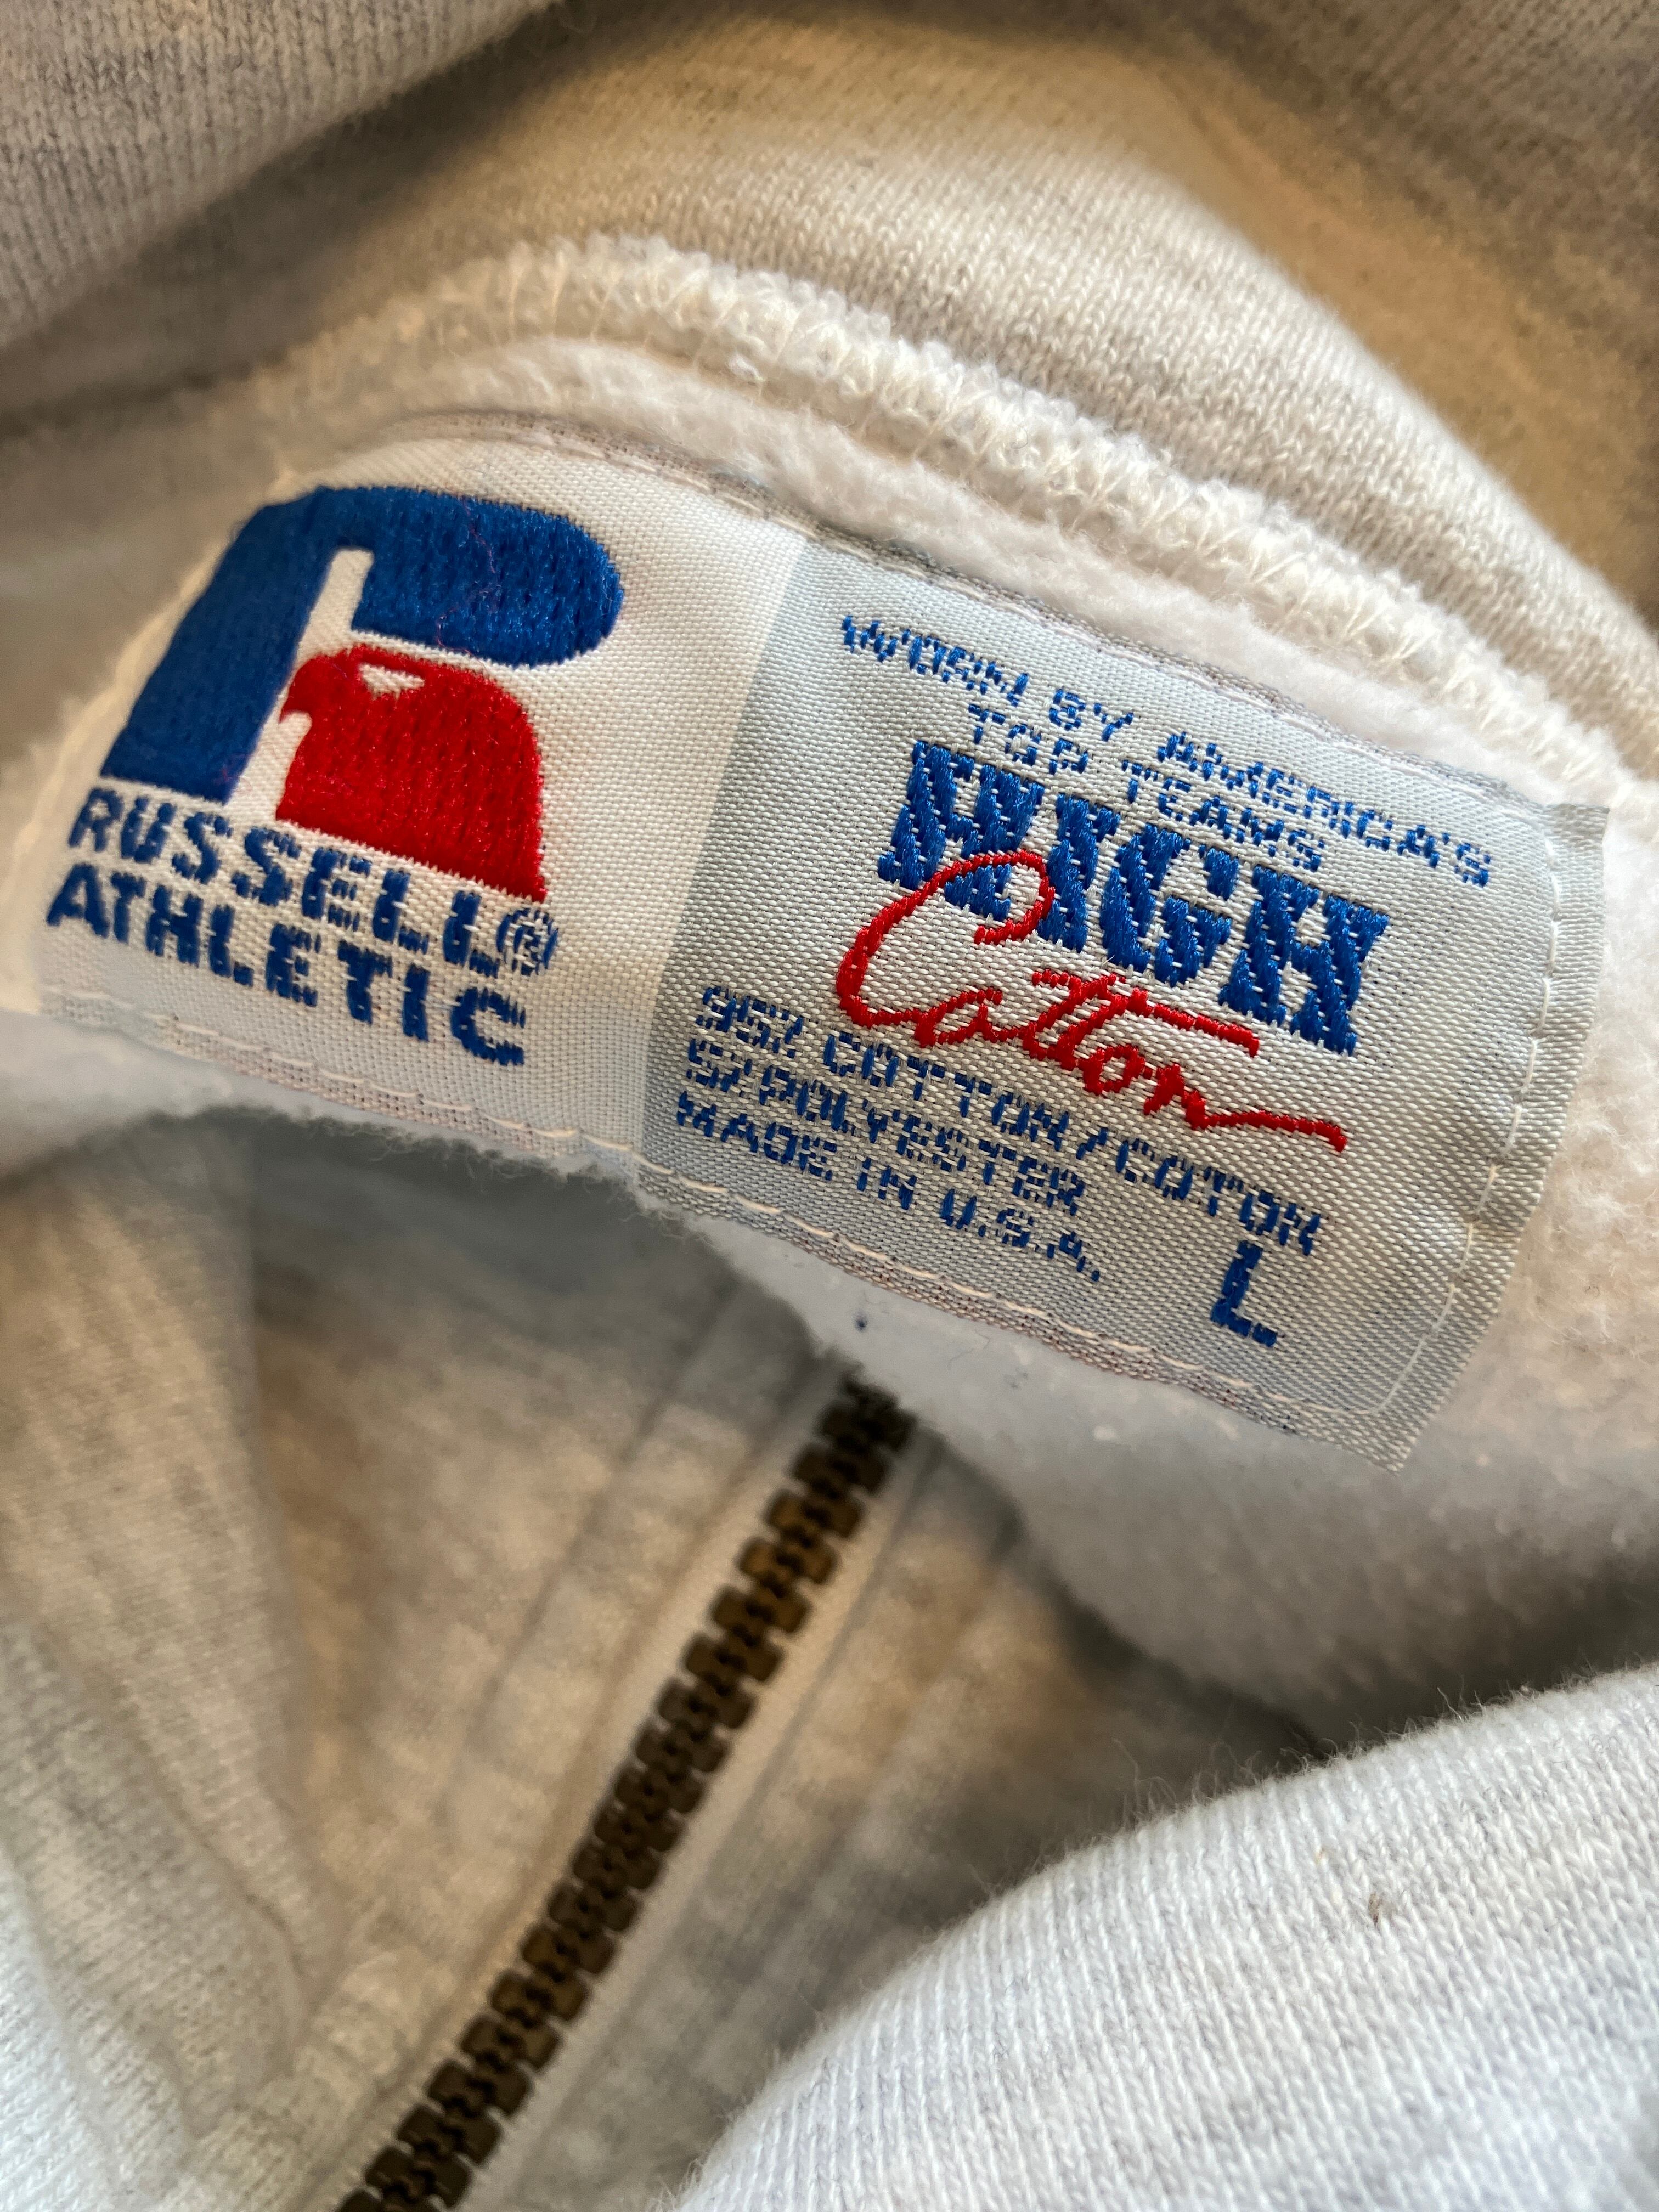 RUSSELL®
ATHLETIC
WORN BY AMERICA'S
TOP TEAMS
HIGH
Cotton
95% COTTON/COTON
5% POLYESTER
MADE IN U.S.A.
L